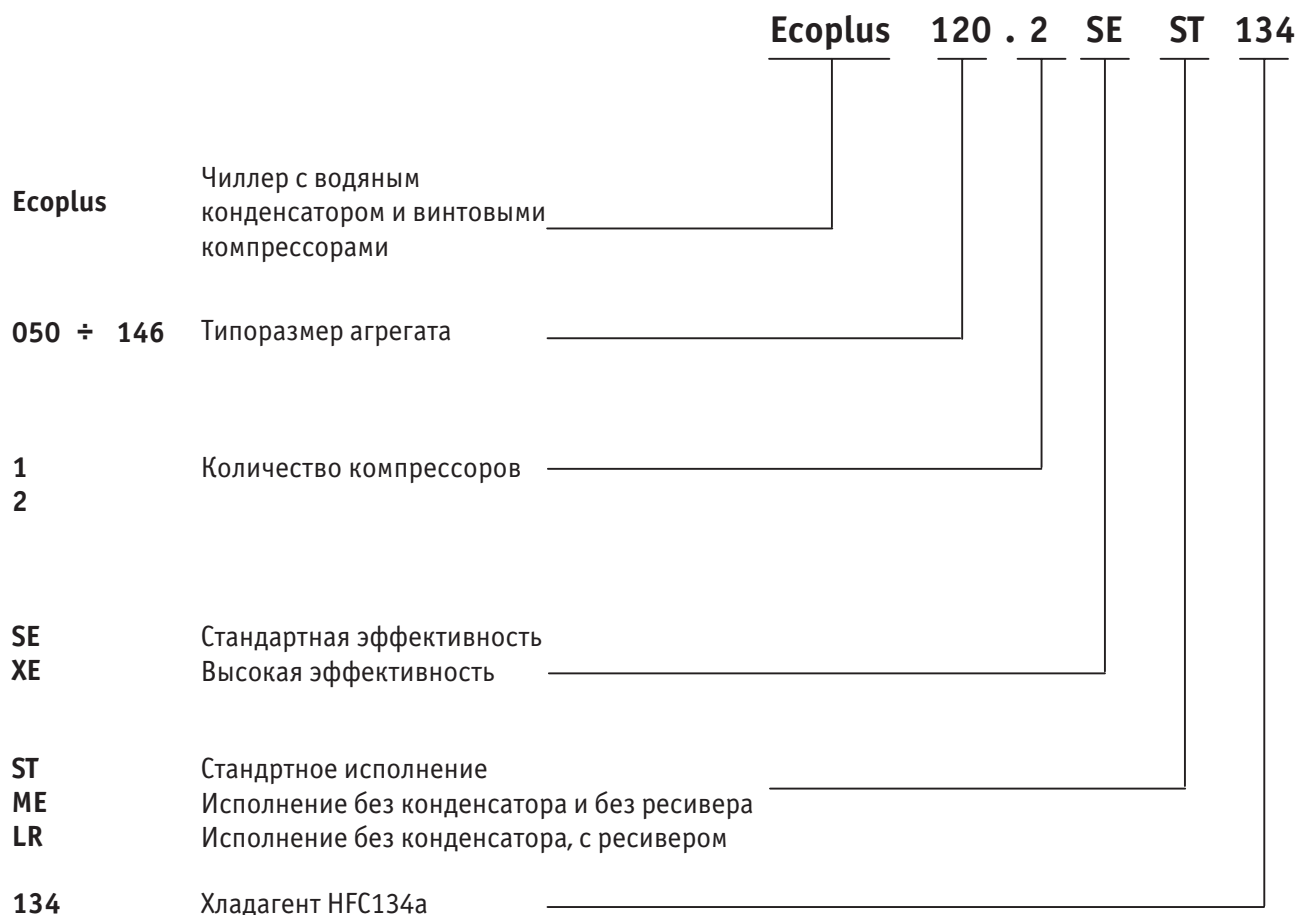 Ecoplus 120 . 2 SE ST 134
Ecoplus Чиллер с водяным
конденсатором и винтовыми
компрессорами
050 ÷ 146 Типоразмер агрегата
1 Количество компрессоров
2
SE Стандартная эффективность
XE Высокая эффективность
ST Стандртное исполнение
ME Исполнение без конденсатора и без ресивера
LR Исполнение без конденсатора, с ресивером
134 Хладагент HFC134a